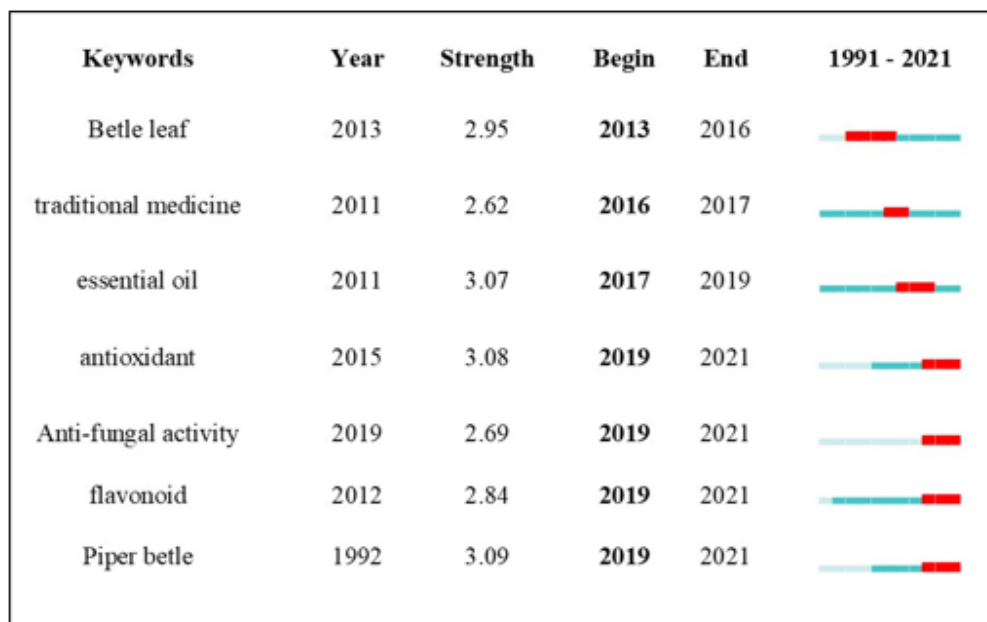 Keywords Year Strength Begin End 1991 - 2021
Betle leaf 2013 2.95 2013 2016
traditional medicine 2011 2.62 2016 2017
essential oil 2011 3.07 2017 2019
antioxidant 2015 3.08 2019 2021
Anti-fungal activity 2019 2.69 2019 2021
flavonoid 2012 2.84 2019 2021
Piper betle 1992 3.09 2019 2021